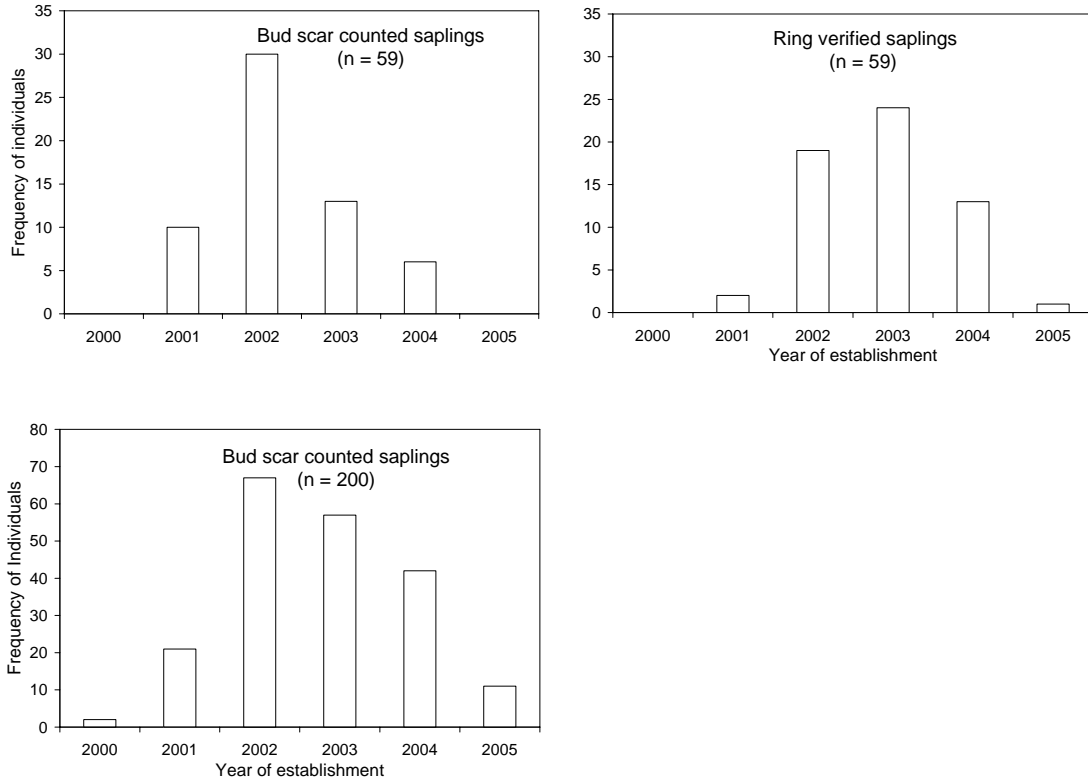 Bud scar counted saplings
(n = 59)
Frequency of individuals
35
30
25
20
15
10
5
0
2000 2001 2002 2003 2004 2005
Ring verified saplings
(n = 59)
35
30
25
20
15
10
5
0
2000 2001 2002 2003 2004 2005
Year of establishment
Bud scar counted saplings
(n = 200)
Frequency of Individuals
80
70
60
50
40
30
20
10
0
2000 2001 2002 2003 2004 2005
Year of establishment